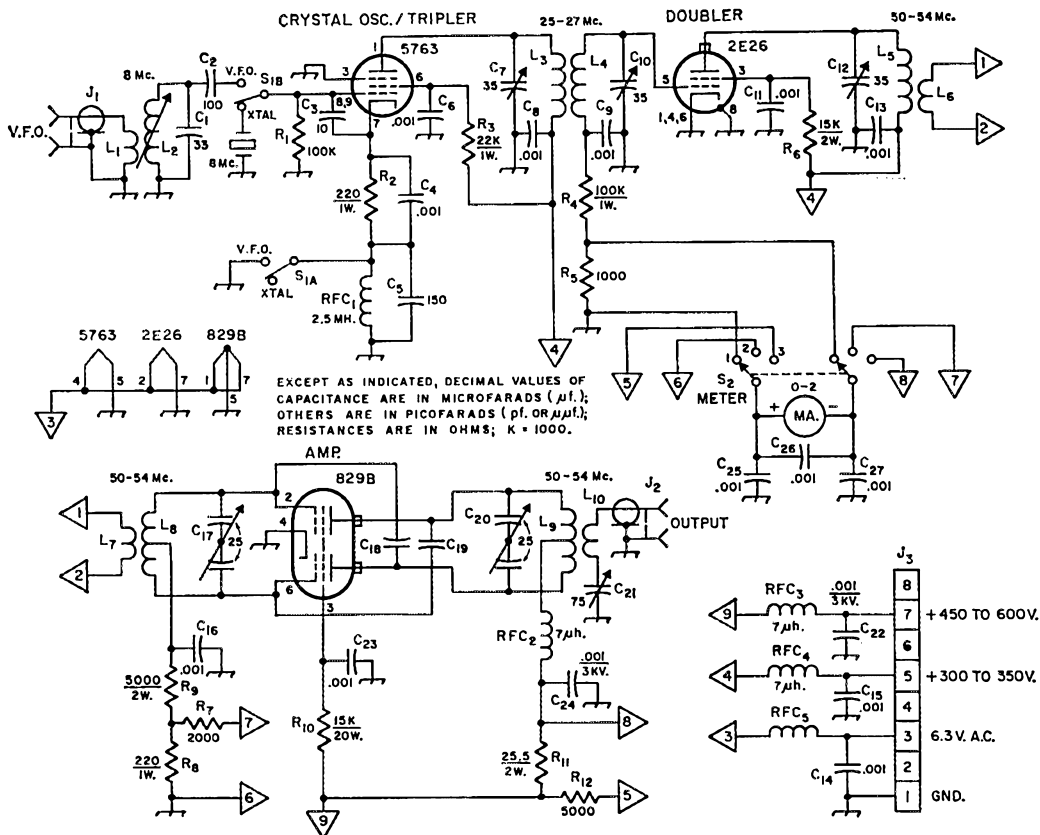 CRYSTAL OSC./TRIPLER
5763
25-27Mc.
DOUBLER
2E26
50-54 Mc.
8 Mc.
C2
100
V.F.O.
S1B
XTAL
J1
V.F.O.
L1
L2
C1
33
8 Mc.
R1
100K
1
3
6
8,9
7
C3
10
C6
.001
R3
22K
1W.
C7
35
L3
C8
.001
L4
C10
35
C9
.001
5
3
8
1,4,6
C11
.001
15K
2W.
R6
C12
35
L5
C13
.001
L6
1
2
4
R2
220
1W.
C4
.001
V.F.O.
S1A
XTAL
RFC1
2.5 MH.
C5
150
R4
100K
1W.
R5
1000
4
5
6
1
2
3
S2
METER
0-2
MA.
+
−
8
7
C25
.001
C26
.001
C27
.001
5763
2E26
829B
4
5
2
7
1
7
5
3
EXCEPT AS INDICATED, DECIMAL VALUES OF
CAPACITANCE ARE IN MICROFARADS (μf.);
OTHERS ARE IN PICOFARADS (pf. OR μμf.);
RESISTANCES ARE IN OHMS; K = 1000.
AMP.
829B
50-54 Mc.
1
2
L7
L8
C17
25
2
4
6
3
C18
C19
50-54 Mc.
C20
25
L9
L10
J2
OUTPUT
75
C21
RFC2
7μh.
C16
.001
5000
2W.
R9
R7
2000
7
220
1W.
R8
6
C23
.001
R10
15K
20W.
9
.001
3KV.
C24
8
25.5
2W.
R11
R12
5000
5
J3
8
7
6
5
4
3
2
1
9
RFC3
7μh.
.001
3KV.
C22
+450 TO 600V.
4
RFC4
7μh.
C15
.001
+300 TO 350V.
3
RFC5
6.3V. A.C.
C14
.001
GND.